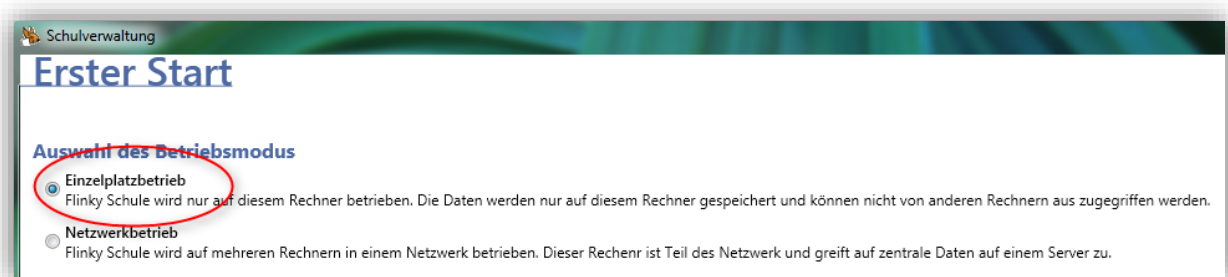 Schulverwaltung
Erster Start
Auswahl des Betriebsmodus
Einzelplatzbetrieb
Flinky Schule wird nur auf diesem Rechner betrieben. Die Daten werden nur auf diesem Rechner gespeichert und können nicht von anderen Rechnern aus zugegriffen werden.
Netzwerkbetrieb
Flinky Schule wird auf mehreren Rechnern in einem Netzwerk betrieben. Dieser Rechenr ist Teil des Netzwerk und greift auf zentrale Daten auf einem Server zu.